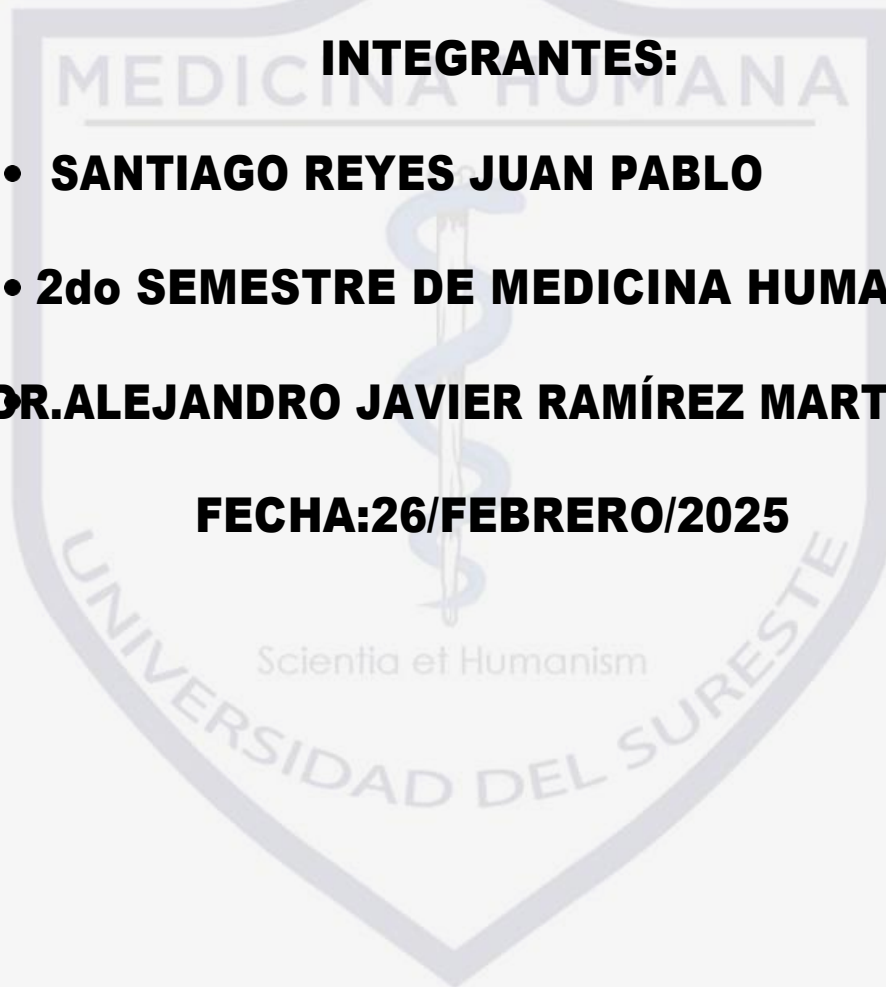 INTEGRANTES:
MEDICINA HUMANA
• SANTIAGO REYES JUAN PABLO
• 2do SEMESTRE DE MEDICINA HUMA
DR.ALEJANDRO JAVIER RAMÍREZ MART
FECHA:26/FEBRERO/2025
Scientia et Humanism
UNIVERSIDAD DEL SURESTE